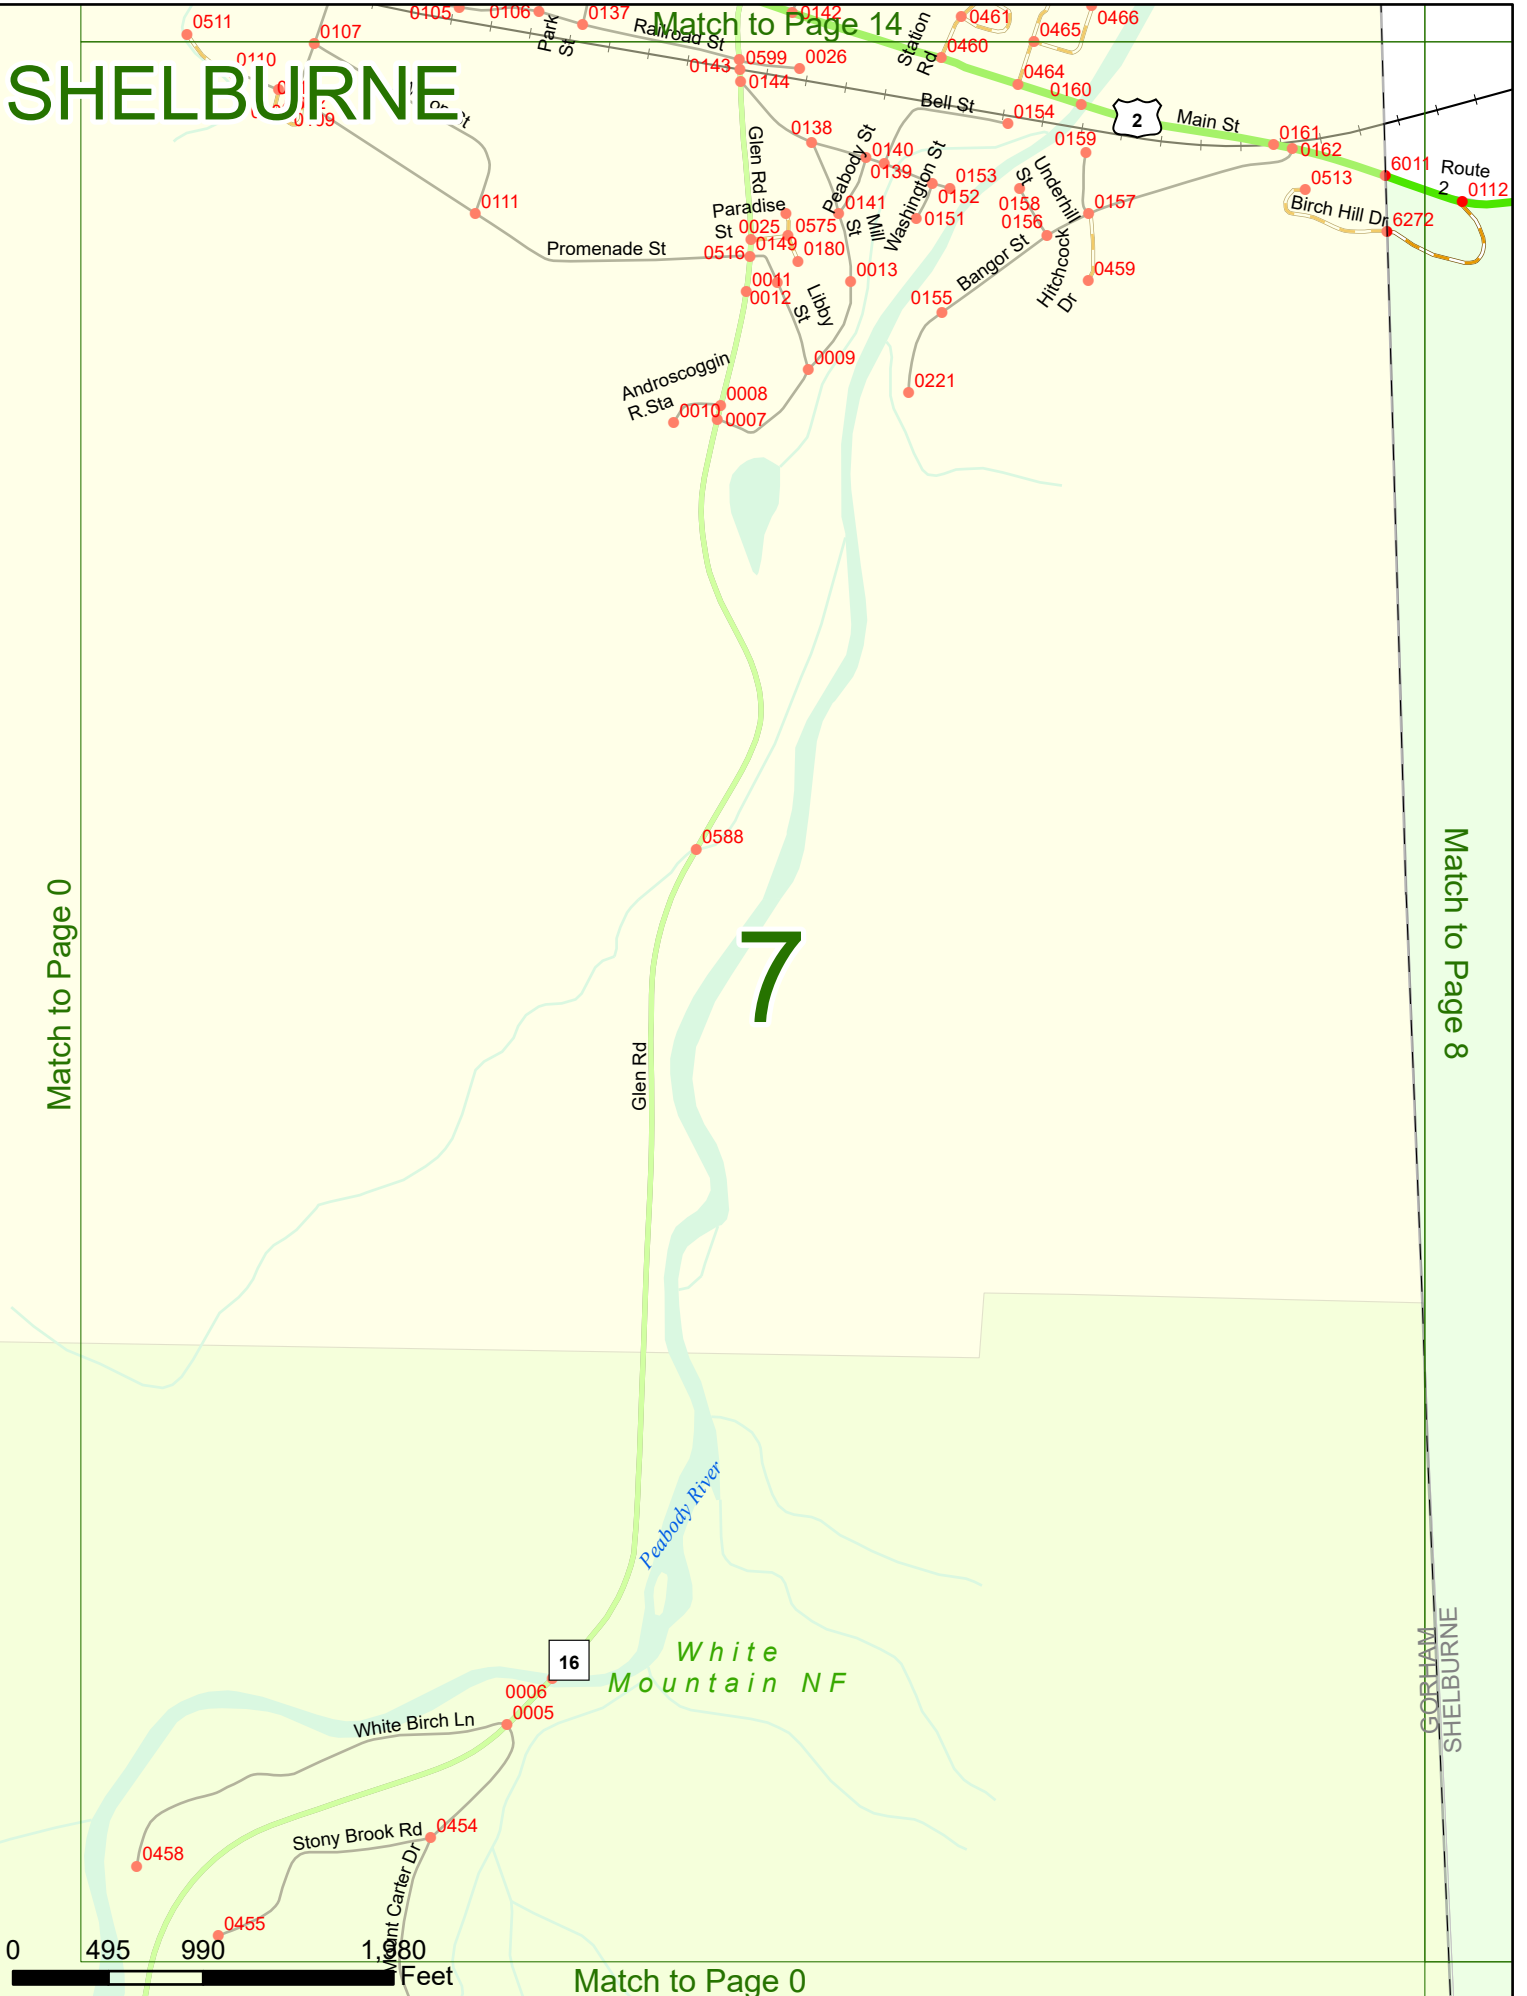 Match to Page 14
SHELBURNE
0511
0107
0105
0106
0137
0142
0461
0466
Park St
Railroad St
Station Rd
0460
0465
0110
0599
0026
0143
0144
0464
0160
Bell St
0154
2
Main St
0161
0162
0109
0138
Peabody St
0140
0139
Washington St
0153
0152
0159
Underhill St
6011
Route 2
0112
0513
Birch Hill Dr
6272
0111
Glen Rd
Paradise St
0025
0575
0141
Mill St
0151
0158
0156
0157
Promenade St
0516
0149
0180
Bangor St
Hitchcock Dr
0459
0011
0012
Libby St
0013
0155
0009
Androscoggin R.Sta
0008
0010
0007
0221
0588
Match to Page 0
Match to Page 8
7
Glen Rd
Peabody River
16
White
Mountain NF
0006
0005
White Birch Ln
GORHAM
SHELBURNE
Stony Brook Rd
0454
0458
Mount Carter Dr
0455
0 495 990 1,980
Feet
Match to Page 0